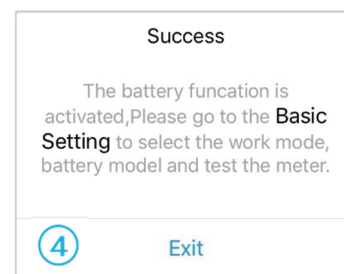 Success
The battery funcation is
activated,Please go to the Basic
Setting to select the work mode,
battery model and test the meter.
4 Exit